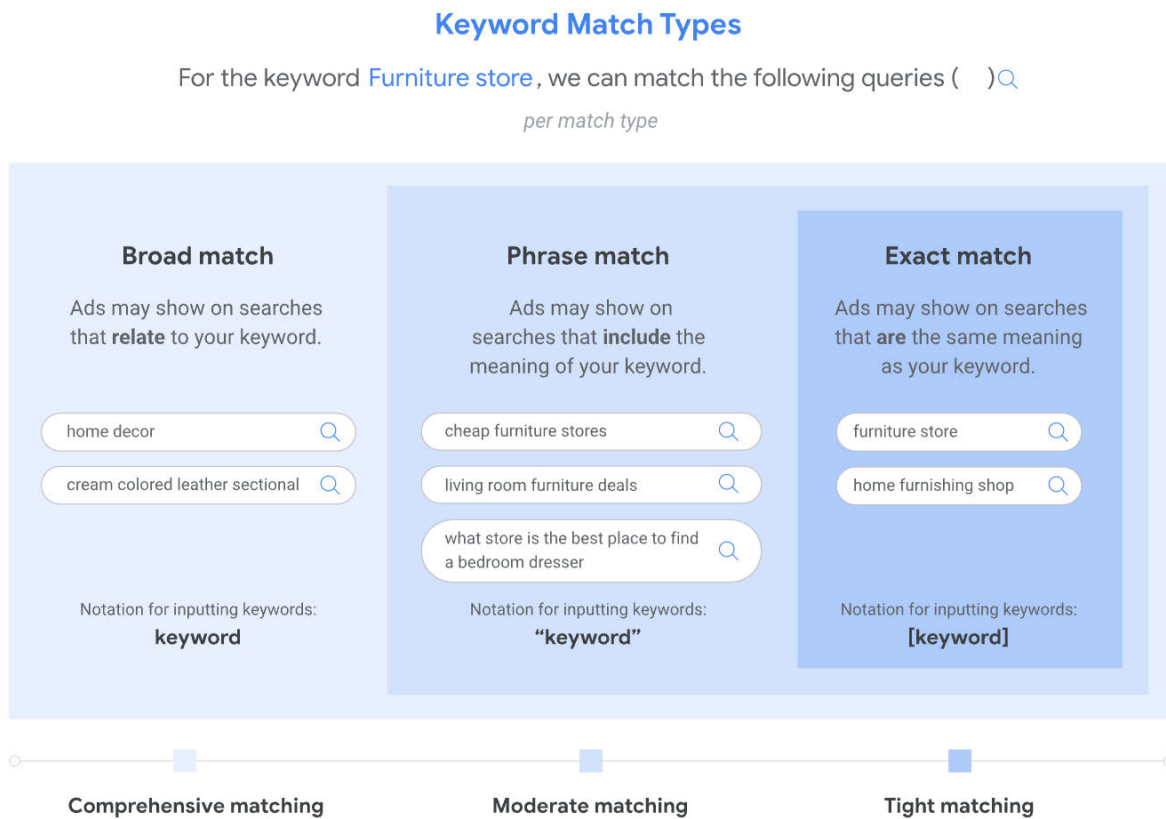 Keyword Match Types
For the keyword Furniture store, we can match the following queries ( )
per match type
Broad match
Ads may show on searches
that relate to your keyword.
home decor
cream colored leather sectional
Notation for inputting keywords:
keyword
Phrase match
Ads may show on
searches that include the
meaning of your keyword.
cheap furniture stores
living room furniture deals
what store is the best place to find
a bedroom dresser
Notation for inputting keywords:
“keyword”
Exact match
Ads may show on searches
that are the same meaning
as your keyword.
furniture store
home furnishing shop
Notation for inputting keywords:
[keyword]
Comprehensive matching
Moderate matching
Tight matching